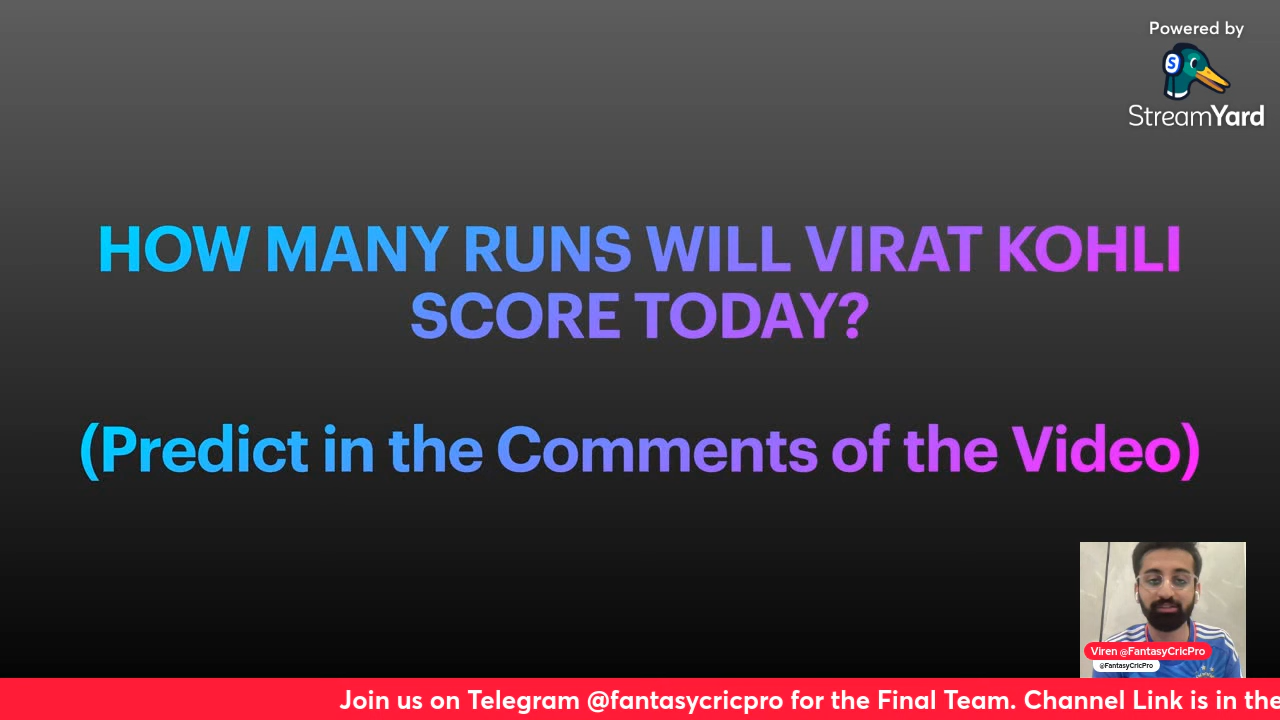 Powered by
S
StreamYard
HOW MANY RUNS WILL VIRAT KOHLI
SCORE TODAY?
(Predict in the Comments of the Video)
Viren @FantasyCricPro
@FantasyCricPro
Join us on Telegram @fantasycricpro for the Final Team. Channel Link is in the